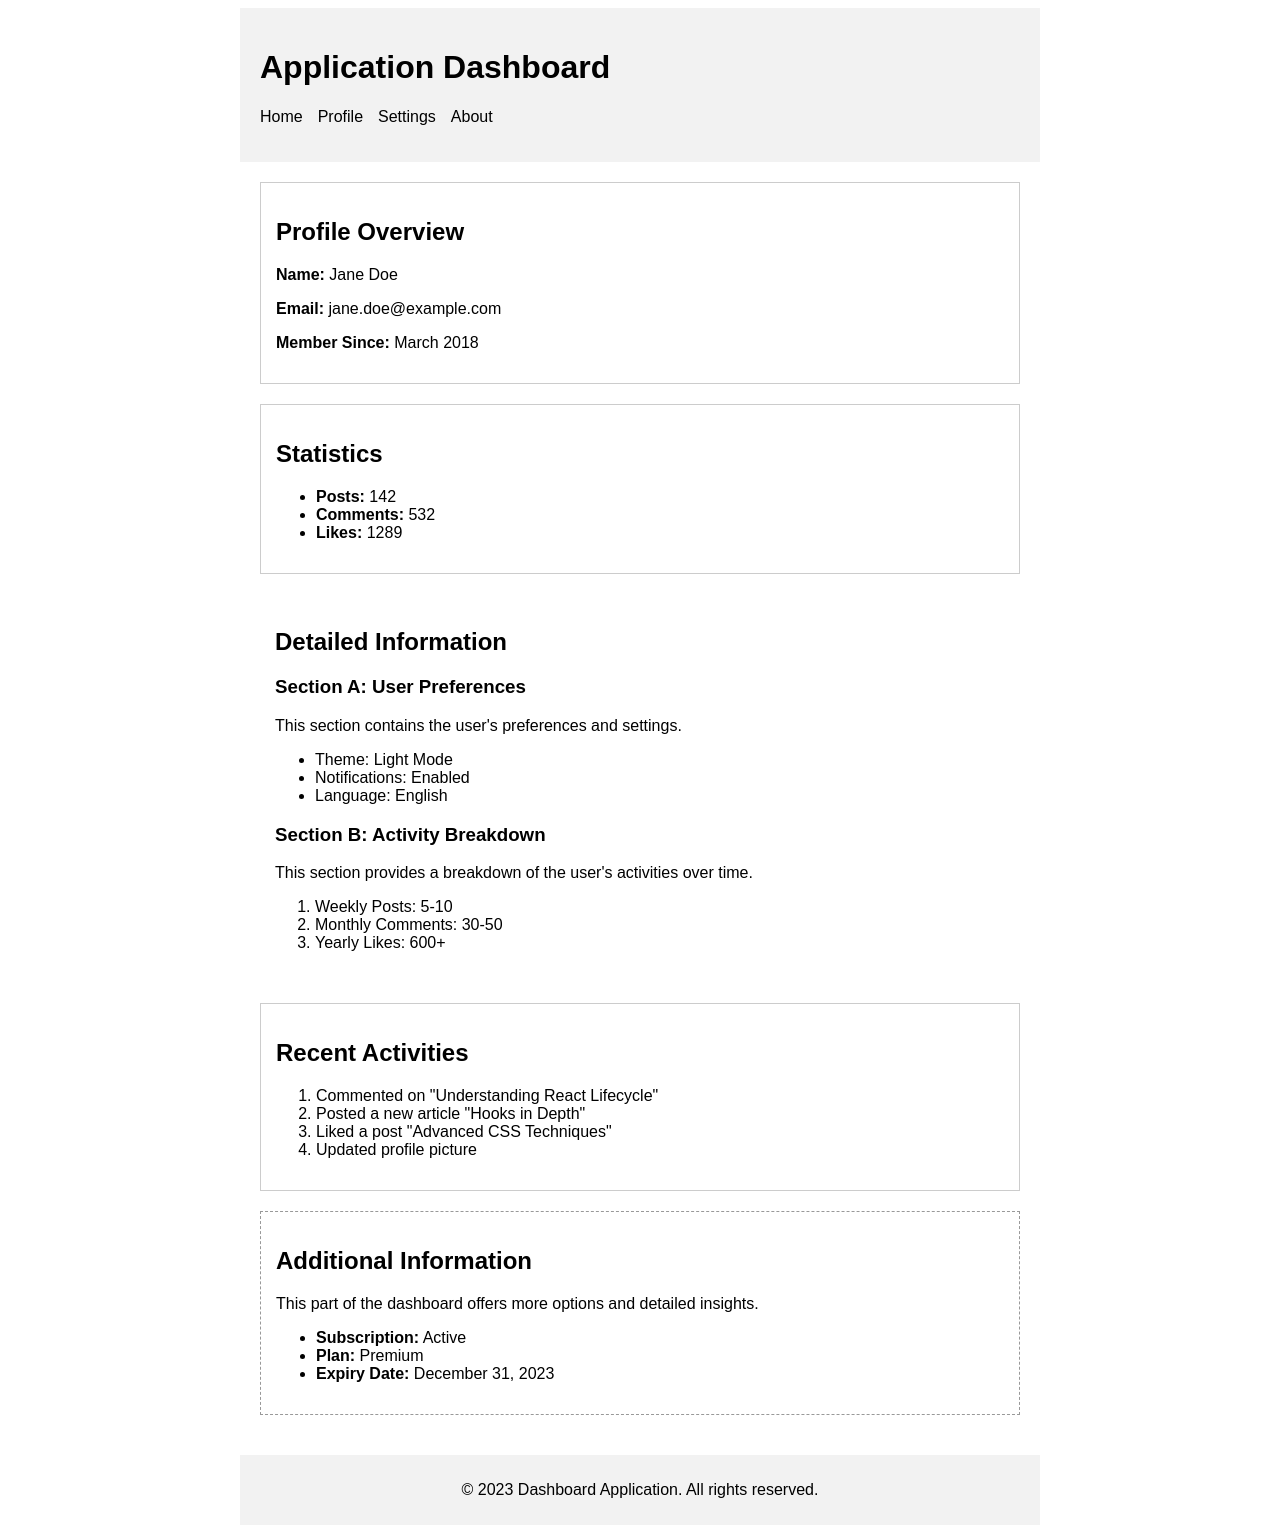 Application Dashboard
Home Profile Settings About
Profile Overview
Name: Jane Doe
Email: jane.doe@example.com
Member Since: March 2018
Statistics
• Posts: 142
• Comments: 532
• Likes: 1289
Detailed Information
Section A: User Preferences
This section contains the user's preferences and settings.
• Theme: Light Mode
• Notifications: Enabled
• Language: English
Section B: Activity Breakdown
This section provides a breakdown of the user's activities over time.
1. Weekly Posts: 5-10
2. Monthly Comments: 30-50
3. Yearly Likes: 600+
Recent Activities
1. Commented on "Understanding React Lifecycle"
2. Posted a new article "Hooks in Depth"
3. Liked a post "Advanced CSS Techniques"
4. Updated profile picture
Additional Information
This part of the dashboard offers more options and detailed insights.
• Subscription: Active
• Plan: Premium
• Expiry Date: December 31, 2023
© 2023 Dashboard Application. All rights reserved.